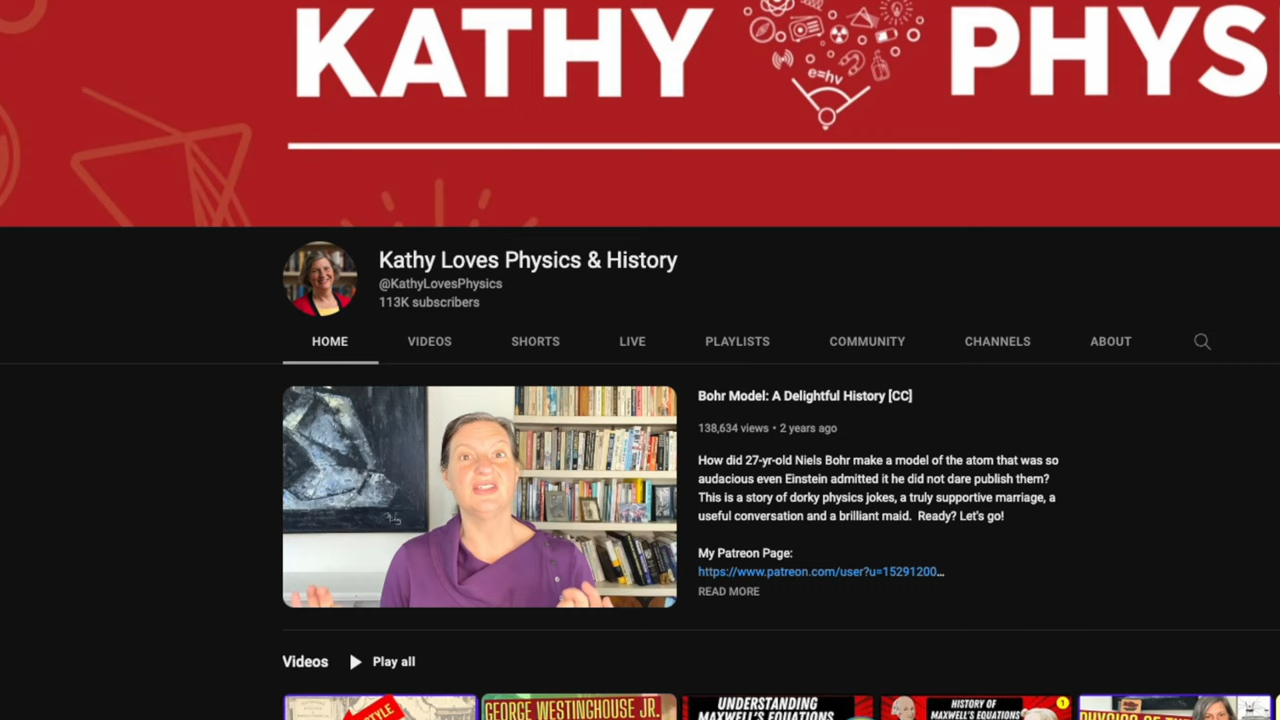 KATHY PHYS
e=hv
Kathy Loves Physics & History
@KathyLovesPhysics
113K subscribers
HOME VIDEOS SHORTS LIVE PLAYLISTS COMMUNITY CHANNELS ABOUT
Bohr Model: A Delightful History [CC]
138,634 views • 2 years ago
How did 27-yr-old Niels Bohr make a model of the atom that was so
audacious even Einstein admitted it he did not dare publish them?
This is a story of dorky physics jokes, a truly supportive marriage, a
useful conversation and a brilliant maid. Ready? Let's go!
My Patreon Page:
https://www.patreon.com/user?u=15291200...
READ MORE
Videos Play all
STYLE
GEORGE WESTINGHOUSE JR.
UNDERSTANDING
MAXWELL'S EQUATIONS
HISTORY OF
MAXWELL'S EQUATIONS
1